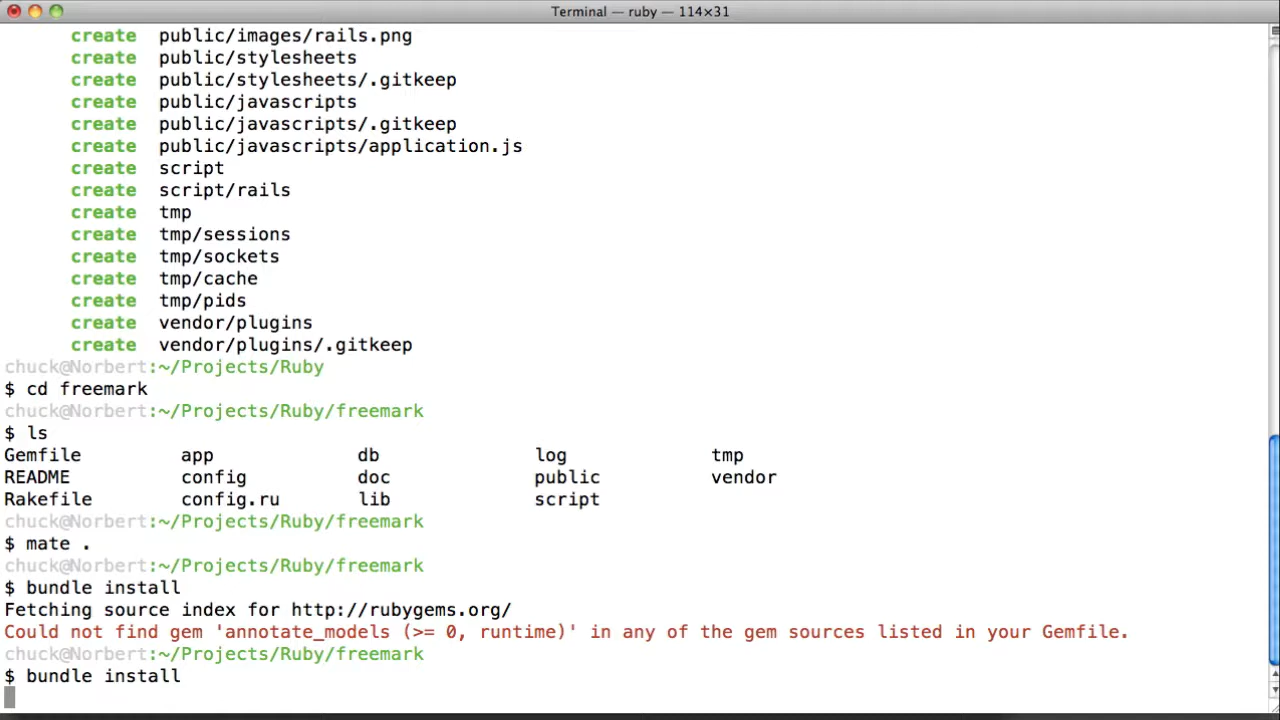 Terminal — ruby — 114×31
create public/images/rails.png
create public/stylesheets
create public/stylesheets/.gitkeep
create public/javascripts
create public/javascripts/.gitkeep
create public/javascripts/application.js
create script
create script/rails
create tmp
create tmp/sessions
create tmp/sockets
create tmp/cache
create tmp/pids
create vendor/plugins
create vendor/plugins/.gitkeep
chuck@Norbert:~/Projects/Ruby
$ cd freemark
chuck@Norbert:~/Projects/Ruby/freemark
$ ls
Gemfile app db log tmp
README config doc public vendor
Rakefile config.ru lib script
chuck@Norbert:~/Projects/Ruby/freemark
$ mate .
chuck@Norbert:~/Projects/Ruby/freemark
$ bundle install
Fetching source index for http://rubygems.org/
Could not find gem 'annotate_models (>= 0, runtime)' in any of the gem sources listed in your Gemfile.
chuck@Norbert:~/Projects/Ruby/freemark
$ bundle install